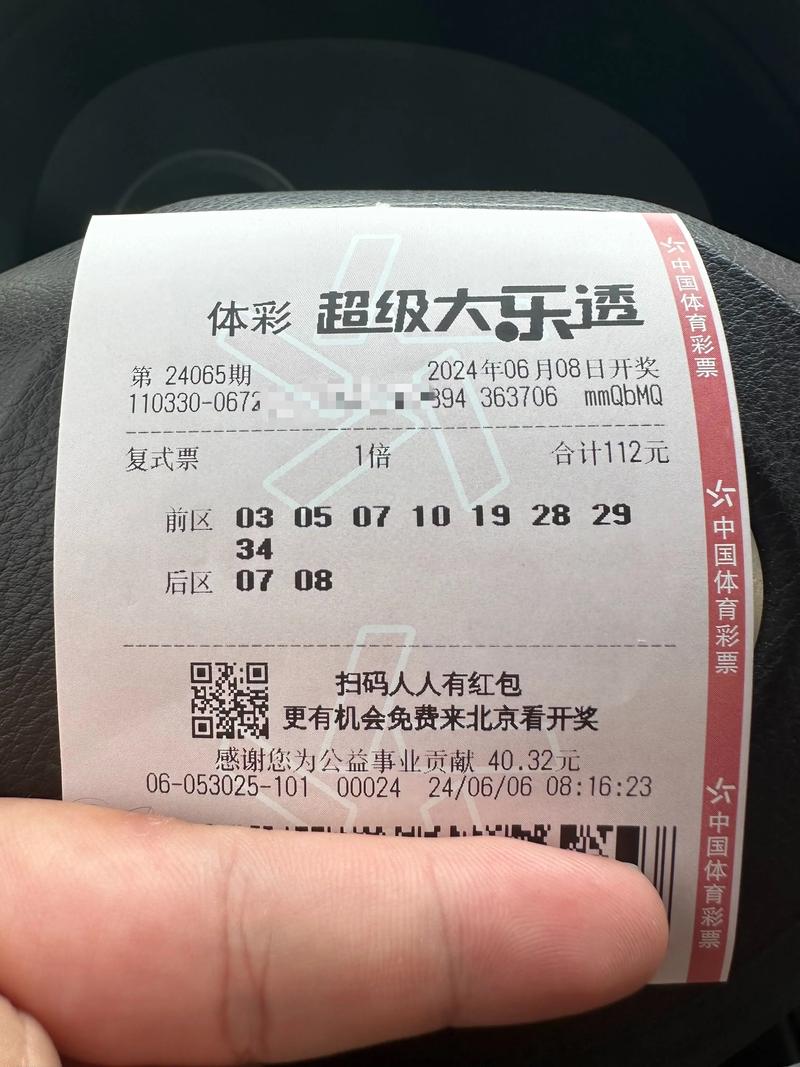 体彩 超级大乐透
第 24065期 2024年06月08日开奖
110330-0672 394 363706 mmQbMQ
复式票 1倍 合计112元
前区 03 05 07 10 19 28 29
34
后区 07 08
扫码人人有红包
更有机会免费来北京看开奖
感谢您为公益事业贡献 40.32元
06-053025-101 00024 24/06/06 08:16:23
中国体育彩票
中国体育彩票
中国体育彩票